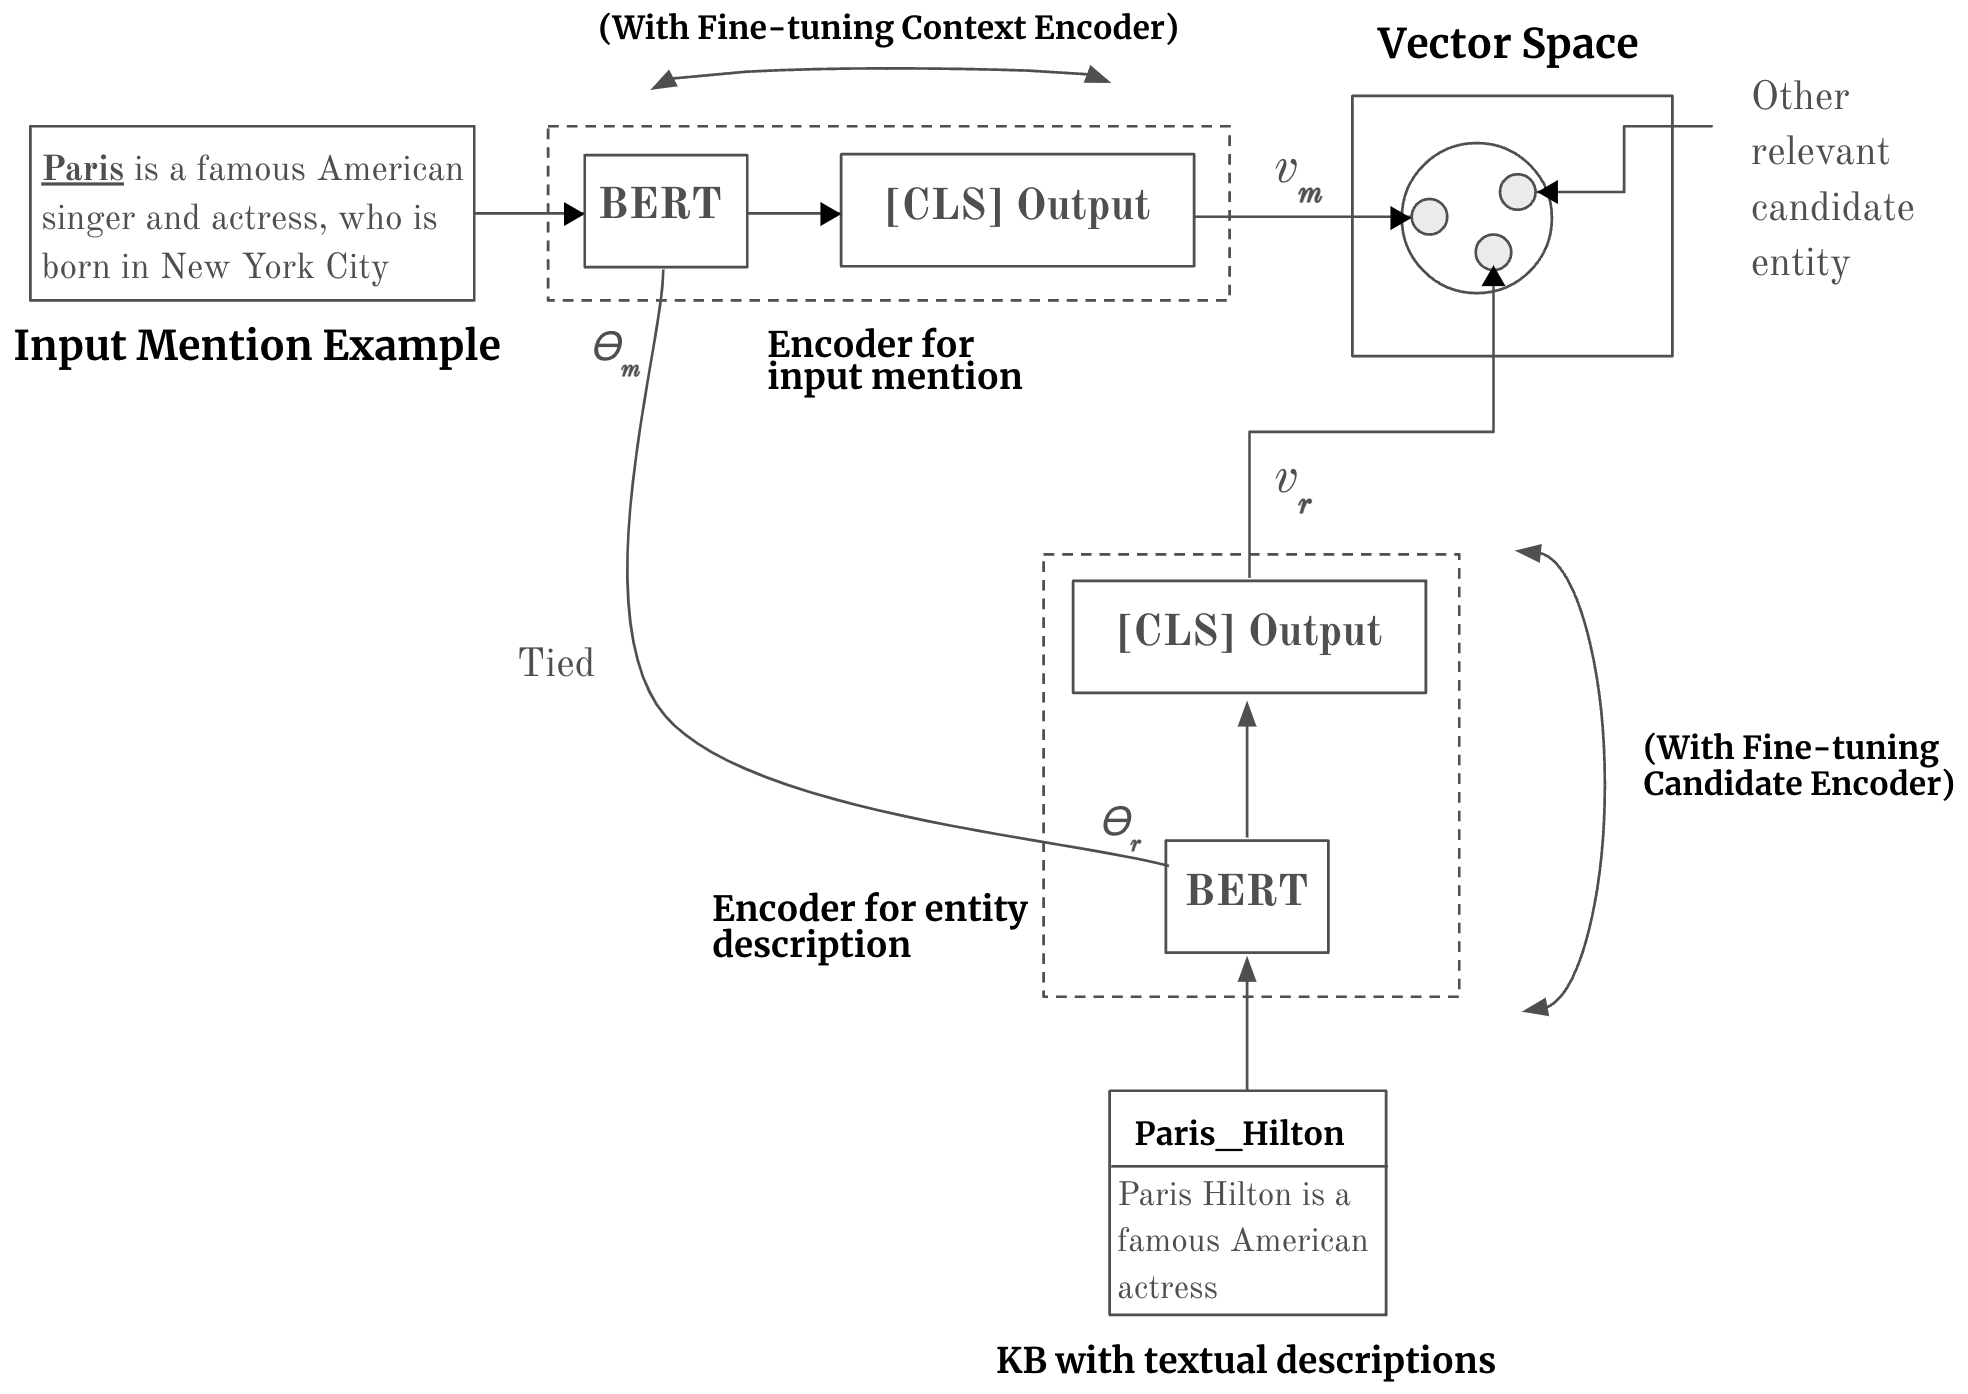 (With Fine-tuning Context Encoder)
Vector Space
Other
relevant
candidate
entity
Paris is a famous American
singer and actress, who is
born in New York City
Input Mention Example
BERT
[CLS] Output
v_m
Θ_m
Encoder for
input mention
v_r
[CLS] Output
Tied
(With Fine-tuning
Candidate Encoder)
Θ_r
BERT
Encoder for entity
description
Paris_Hilton
Paris Hilton is a
famous American
actress
KB with textual descriptions